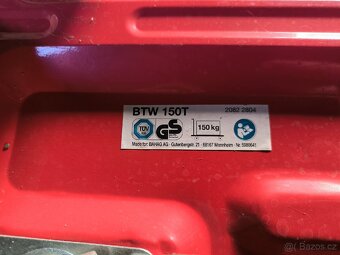 BTW 150T
2082 2804
TÜV
GS
150 kg
Made for: BAHAG AG - Gutenbergstr. 21 - 68167 Mannheim - Nr. 5989641
bazos.cz